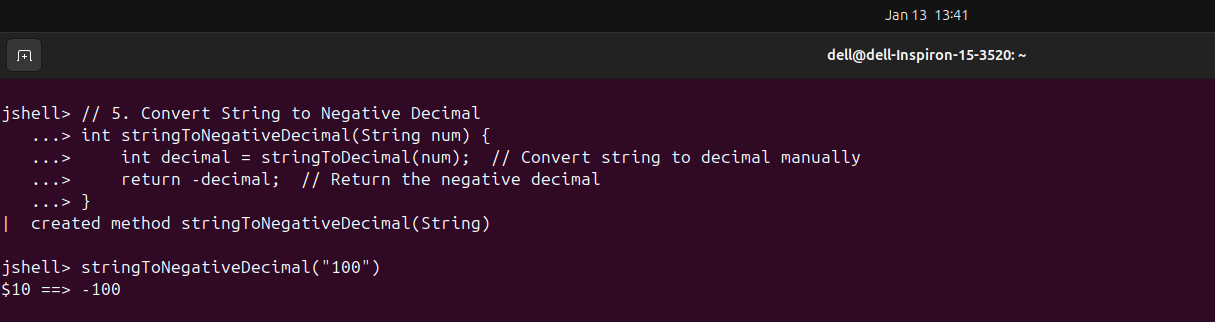 Jan 13 13:41
dell@dell-Inspiron-15-3520: ~
jshell> // 5. Convert String to Negative Decimal
   ...> int stringToNegativeDecimal(String num) {
   ...>     int decimal = stringToDecimal(num);  // Convert string to decimal manually
   ...>     return -decimal;  // Return the negative decimal
   ...> }
|  created method stringToNegativeDecimal(String)
jshell> stringToNegativeDecimal("100")
$10 ==> -100